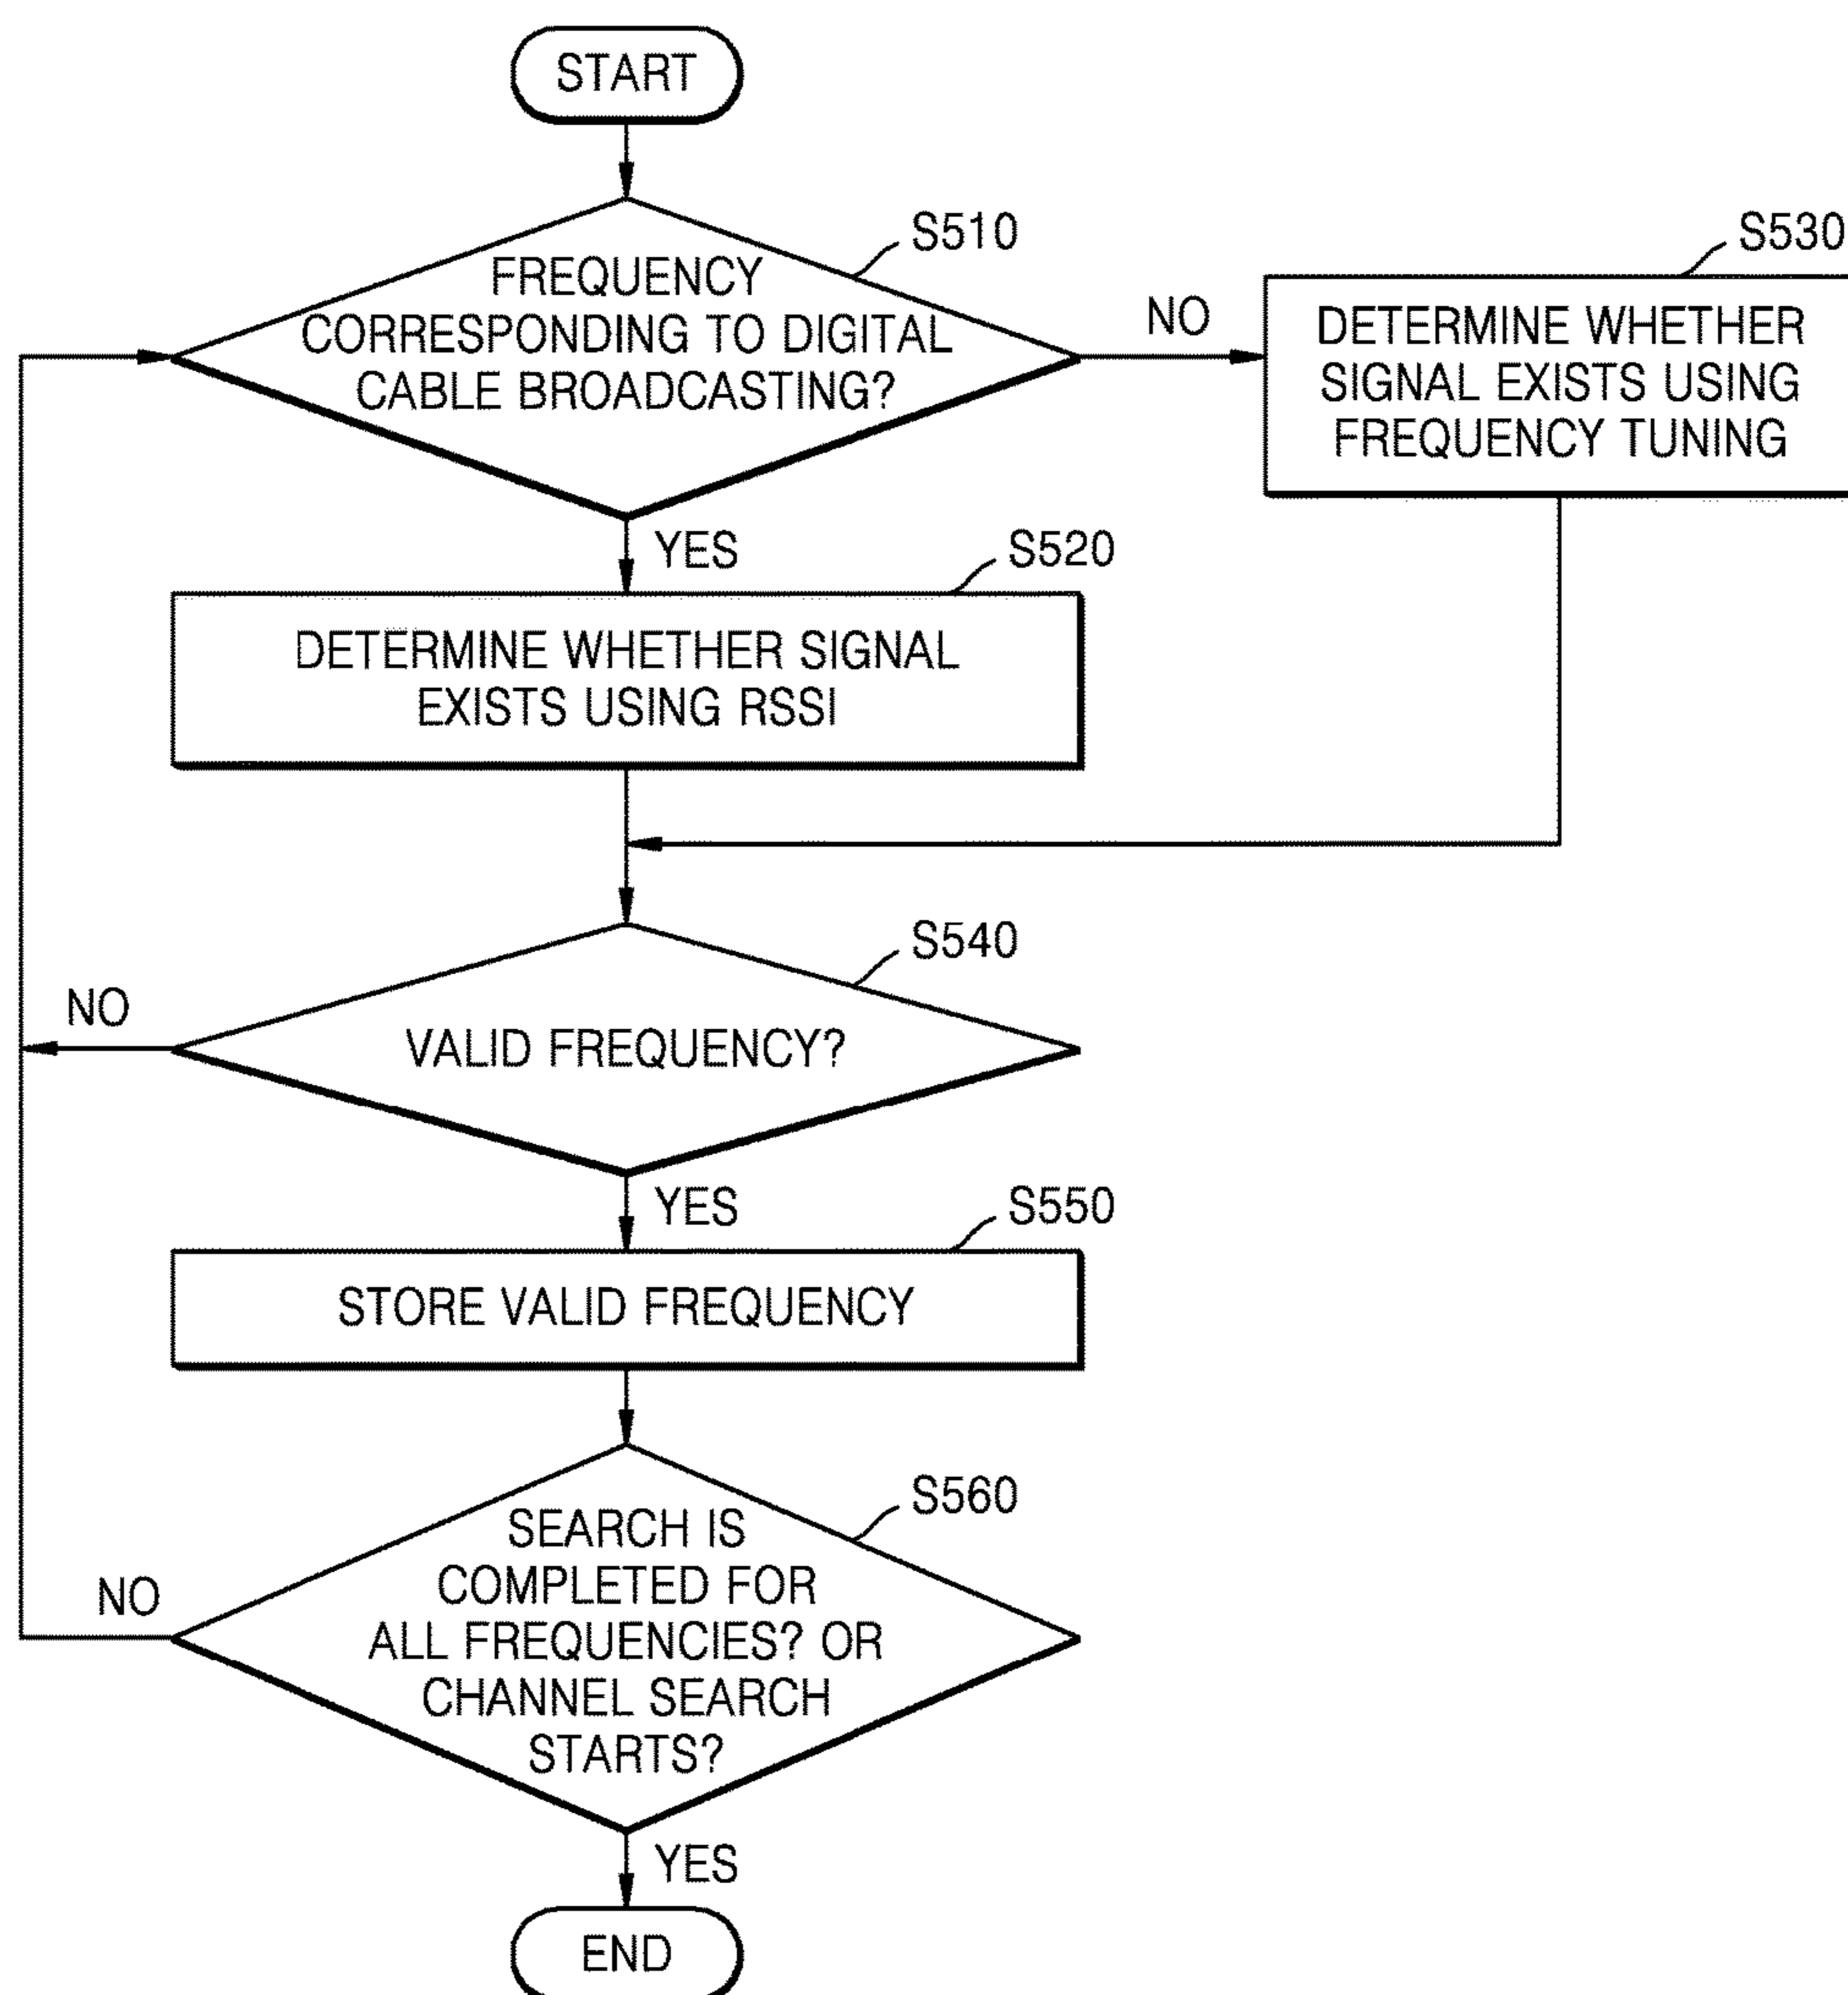 START
S510
FREQUENCY
CORRESPONDING TO DIGITAL
CABLE BROADCASTING?
NO
S530
DETERMINE WHETHER
SIGNAL EXISTS USING
FREQUENCY TUNING
YES
S520
DETERMINE WHETHER SIGNAL
EXISTS USING RSSI
S540
VALID FREQUENCY?
NO
YES
S550
STORE VALID FREQUENCY
S560
SEARCH IS
COMPLETED FOR
ALL FREQUENCIES? OR
CHANNEL SEARCH
STARTS?
NO
YES
END